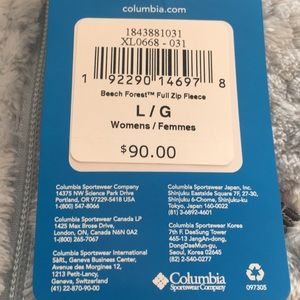 columbia.com
1843881031
XL0668 - 031
1 92290 14697 8
Beech Forest™ Full Zip Fleece
L / G
Womens / Femmes
$90.00
Columbia Sportswear Company
14375 NW Science Park Drive
Portland, OR 97229-5418 USA
1-(800) 547-8066
Columbia Sportswear Canada LP
1425 Max Brose Drive,
London, ON, Canada N0N 0A2
1-(800) 265-7067
Columbia Sportswear International
SàRL, Geneva Business Center,
Avenue des Morgines 12,
1213 Petit-Lancy,
Geneva, Switzerland
(41) 22-870-90-00
Columbia Sportswear Japan, Inc.
Shinjuku Eastside Square 7F, 27-30,
Shinjuku 6-Chome, Shinjuku-ku
Tokyo, Japan 160-0022
(81) 3-6892-4601
Columbia Sportswear Korea
7th F DaeSung Tower
465-13 JangAn-dong,
DongDaeMun-gu,
Seoul, Korea
(82) 2-540-0277
Columbia
Sportswear Company
097305